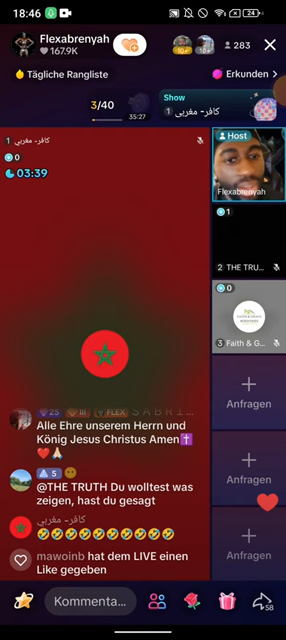 18:46
24
Flexabrenyah
167.9K
283
Tägliche Rangliste
Erkunden >
3/40
35:27
Show
كافر- مغربي 1
1 كافر- مغربي
0
03:39
Host
Flexabrenyah
1
2 THE TRU...
0
3 Faith & G...
Anfragen
Anfragen
Anfragen
25 III FLEX S A B R I ...
Alle Ehre unserem Herrn und
König Jesus Christus Amen✝️
❤️🙏🏻
5
@THE TRUTH Du wolltest was
zeigen, hast du gesagt
كافر- مغربي
🤣🤣🤣🤣🤣🤣🤣🤣🤣🤣
mawoinb hat dem LIVE einen
Like gegeben
Kommenta...
58